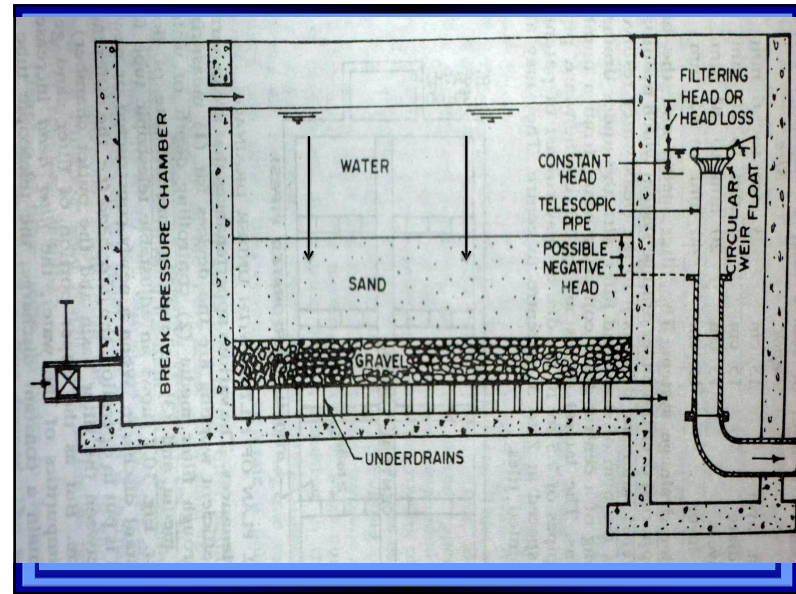 BREAK PRESSURE CHAMBER
WATER
SAND
GRAVEL
UNDERDRAINS
FILTERING
HEAD OR
HEAD LOSS
CONSTANT
HEAD
TELESCOPIC
PIPE
CIRCULAR
WEIR FLOAT
POSSIBLE
NEGATIVE
HEAD